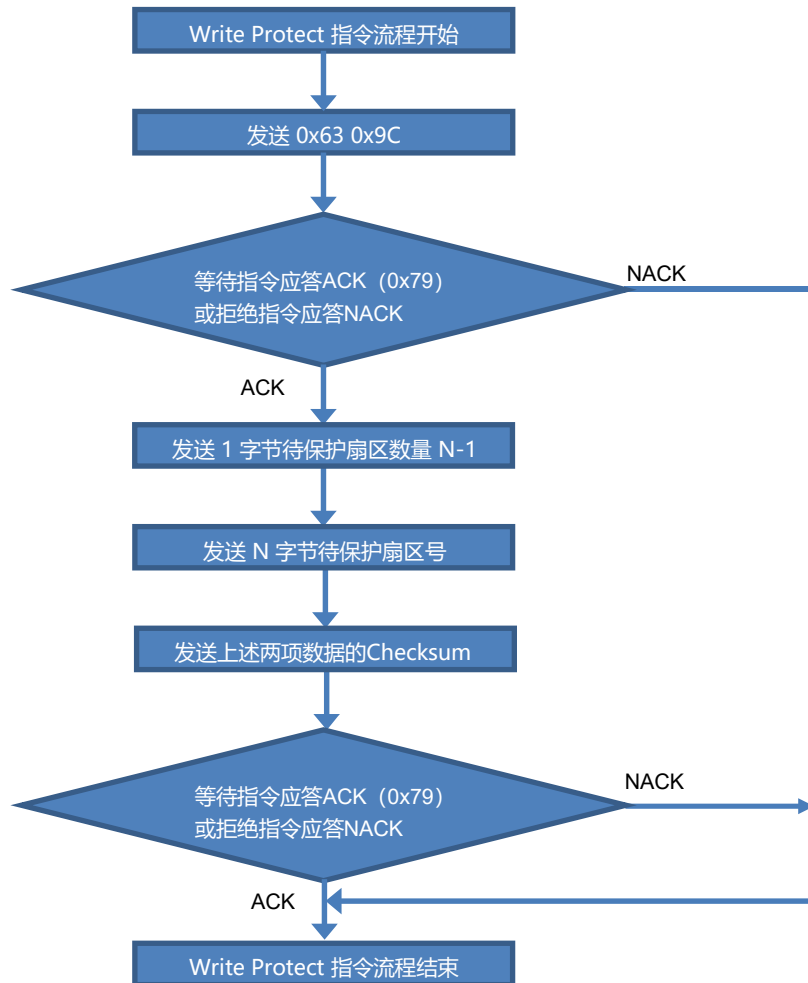 Write Protect 指令流程开始
发送 0x63 0x9C
等待指令应答ACK（0x79）
或拒绝指令应答NACK
NACK
ACK
发送 1 字节待保护扇区数量 N-1
发送 N 字节待保护扇区号
发送上述两项数据的Checksum
等待指令应答ACK（0x79）
或拒绝指令应答NACK
NACK
ACK
Write Protect 指令流程结束